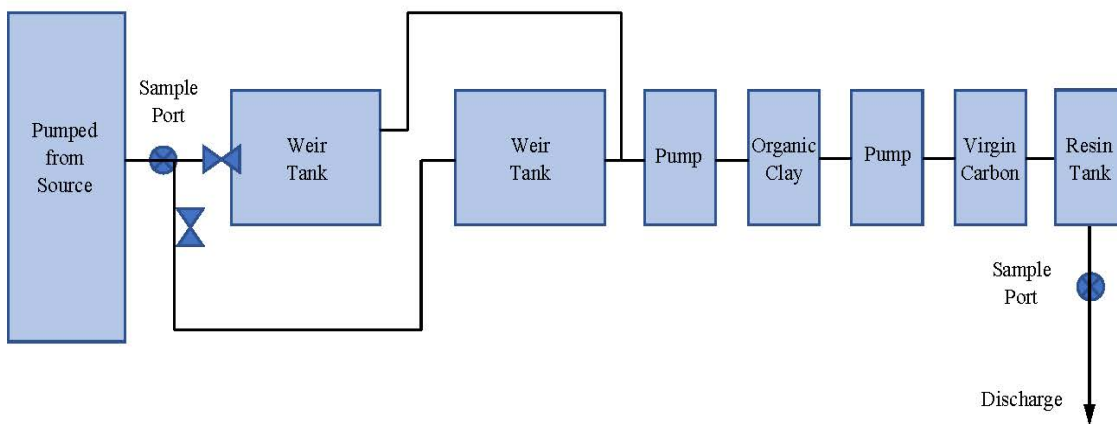 Pumped
from
Source
Sample
Port
Weir
Tank
Weir
Tank
Pump
Organic
Clay
Pump
Virgin
Carbon
Resin
Tank
Sample
Port
Discharge